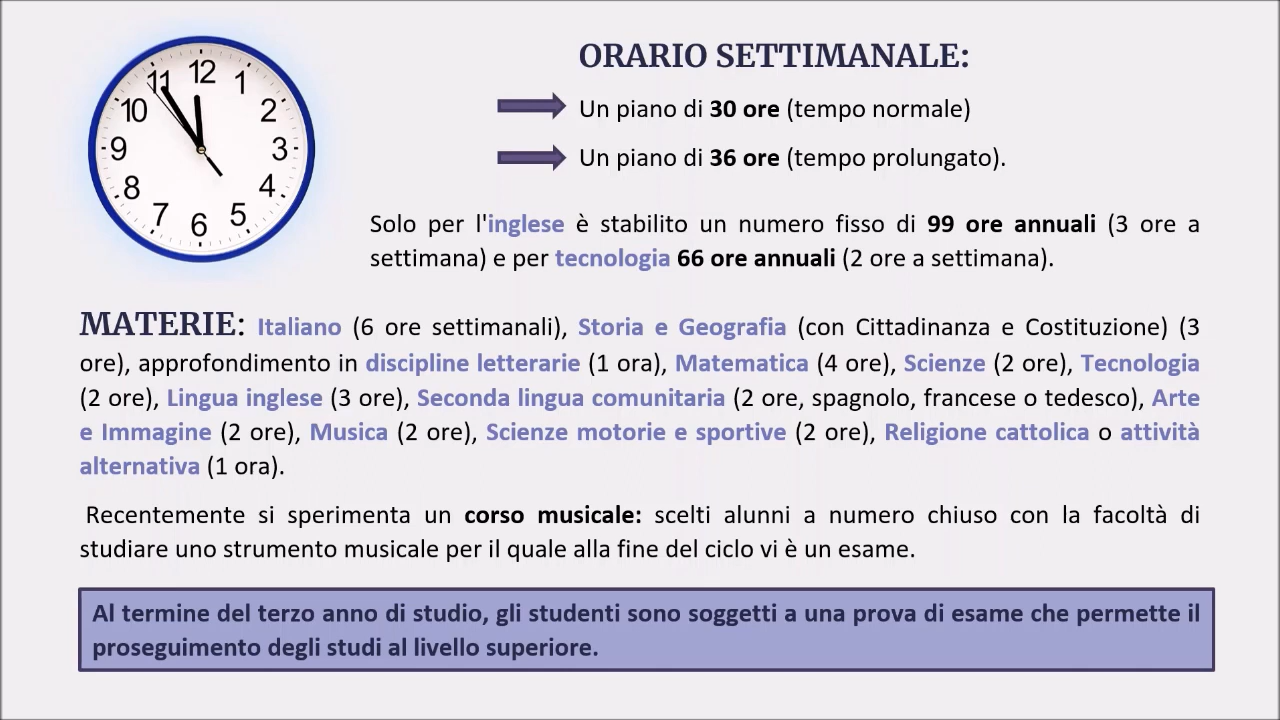 12
11
1
10
2
9
3
8
4
7
5
6
ORARIO SETTIMANALE:
Un piano di 30 ore (tempo normale)
Un piano di 36 ore (tempo prolungato).
Solo per l'inglese è stabilito un numero fisso di 99 ore annuali (3 ore a
settimana) e per tecnologia 66 ore annuali (2 ore a settimana).
MATERIE: Italiano (6 ore settimanali), Storia e Geografia (con Cittadinanza e Costituzione) (3
ore), approfondimento in discipline letterarie (1 ora), Matematica (4 ore), Scienze (2 ore), Tecnologia
(2 ore), Lingua inglese (3 ore), Seconda lingua comunitaria (2 ore, spagnolo, francese o tedesco), Arte
e Immagine (2 ore), Musica (2 ore), Scienze motorie e sportive (2 ore), Religione cattolica o attività
alternativa (1 ora).
Recentemente si sperimenta un corso musicale: scelti alunni a numero chiuso con la facoltà di
studiare uno strumento musicale per il quale alla fine del ciclo vi è un esame.
Al termine del terzo anno di studio, gli studenti sono soggetti a una prova di esame che permette il
proseguimento degli studi al livello superiore.